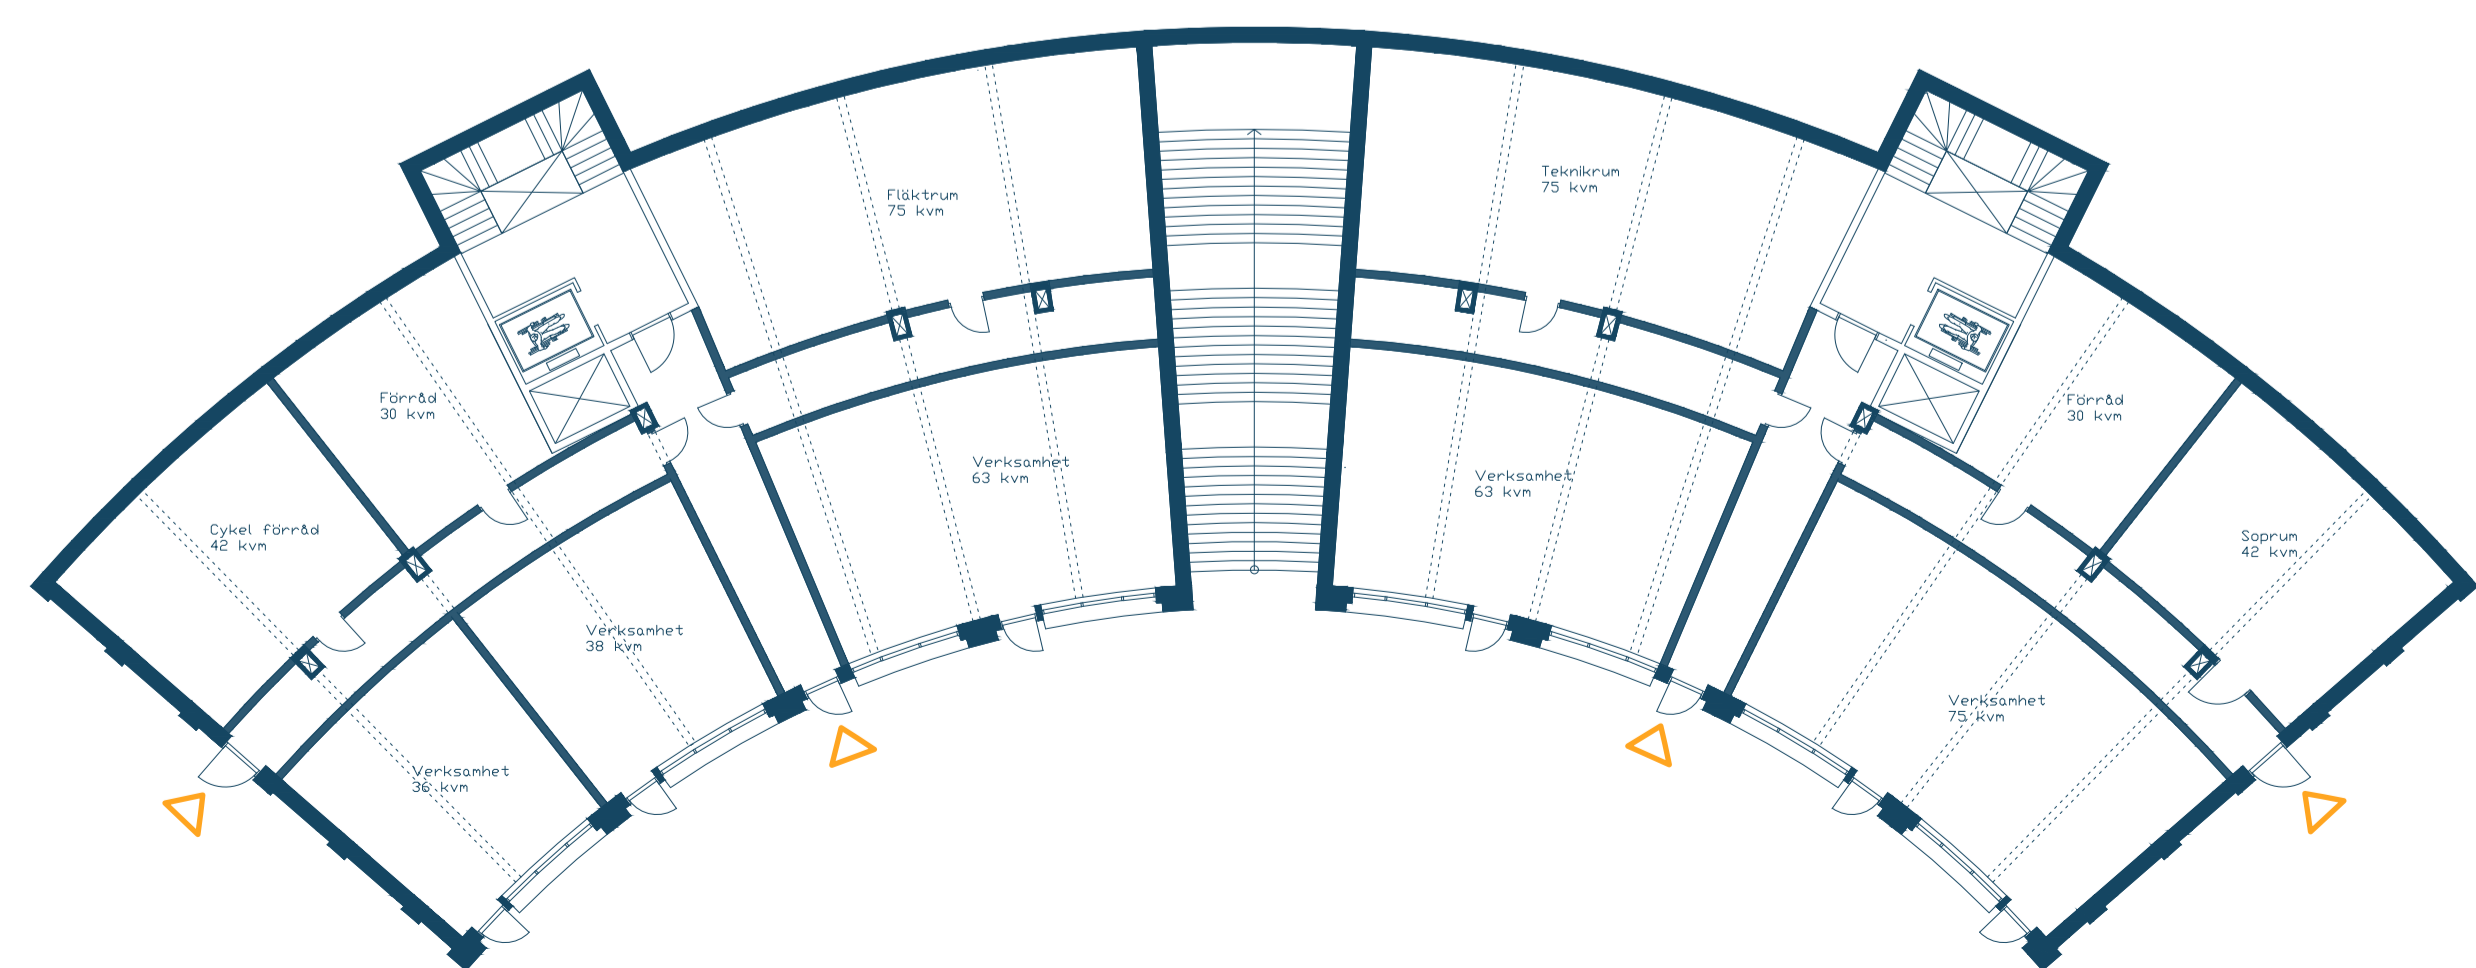 Fläktrum
75 kvm
Teknikrum
75 kvm
Förråd
30 kvm
Förråd
30 kvm
Verksamhet
63 kvm
Verksamhet
63 kvm
Cykel förråd
42 kvm
Soprum
42 kvm
Verksamhet
38 kvm
Verksamhet
75 kvm
Verksamhet
36 kvm